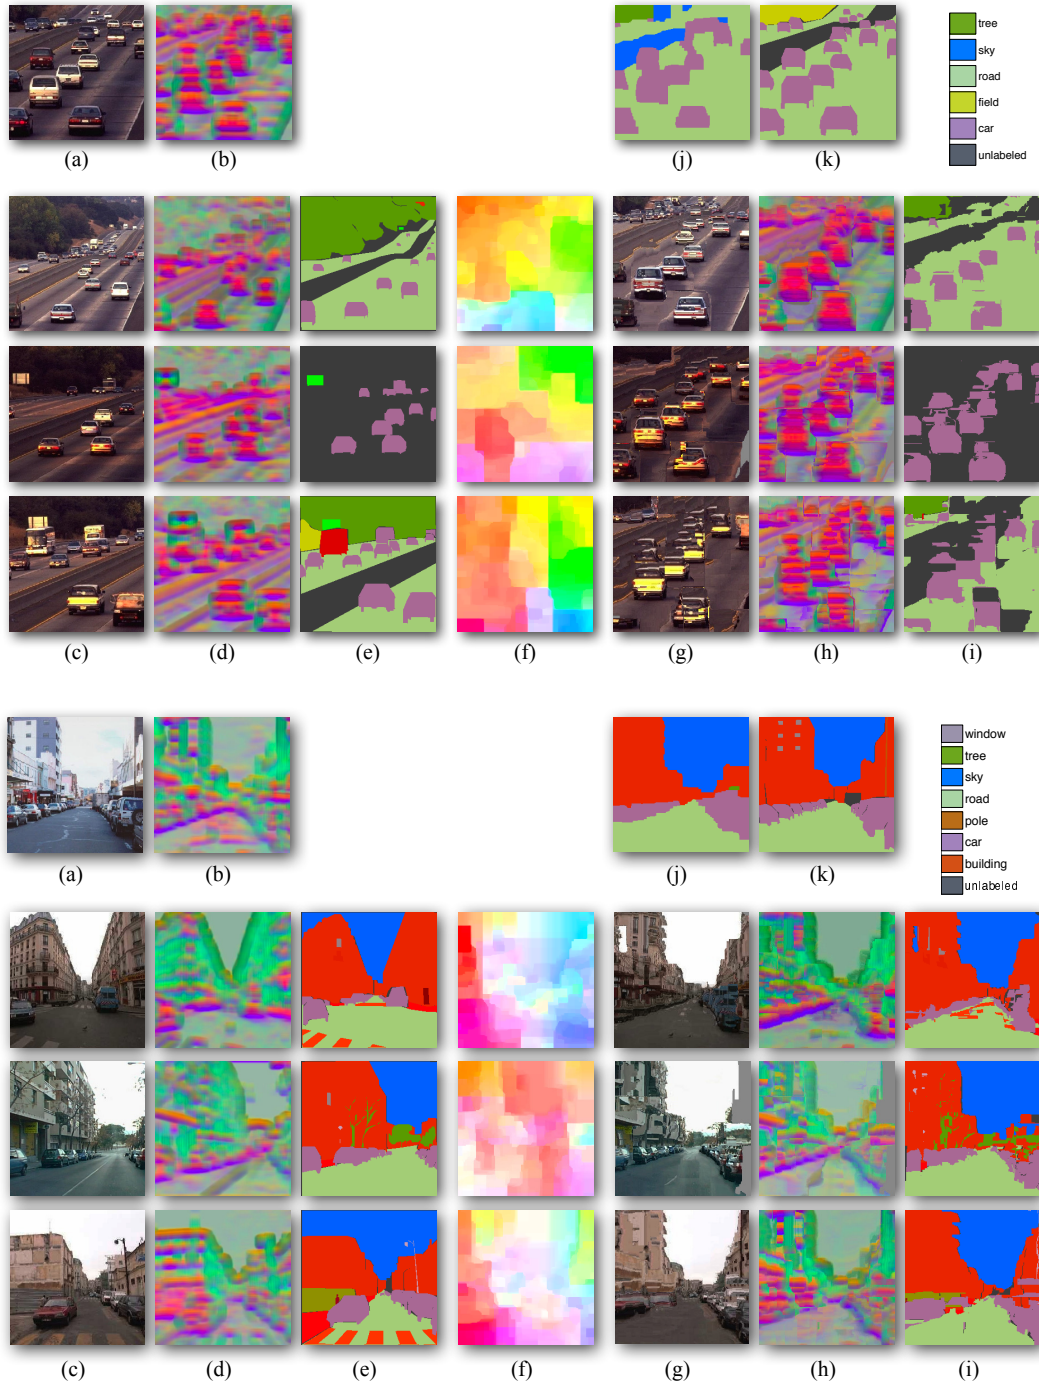 (a) (b) (j) (k)
tree
sky
road
field
car
unlabeled
(c) (d) (e) (f) (g) (h) (i)
(a) (b) (j) (k)
window
tree
sky
road
pole
car
building
unlabeled
(c) (d) (e) (f) (g) (h) (i)